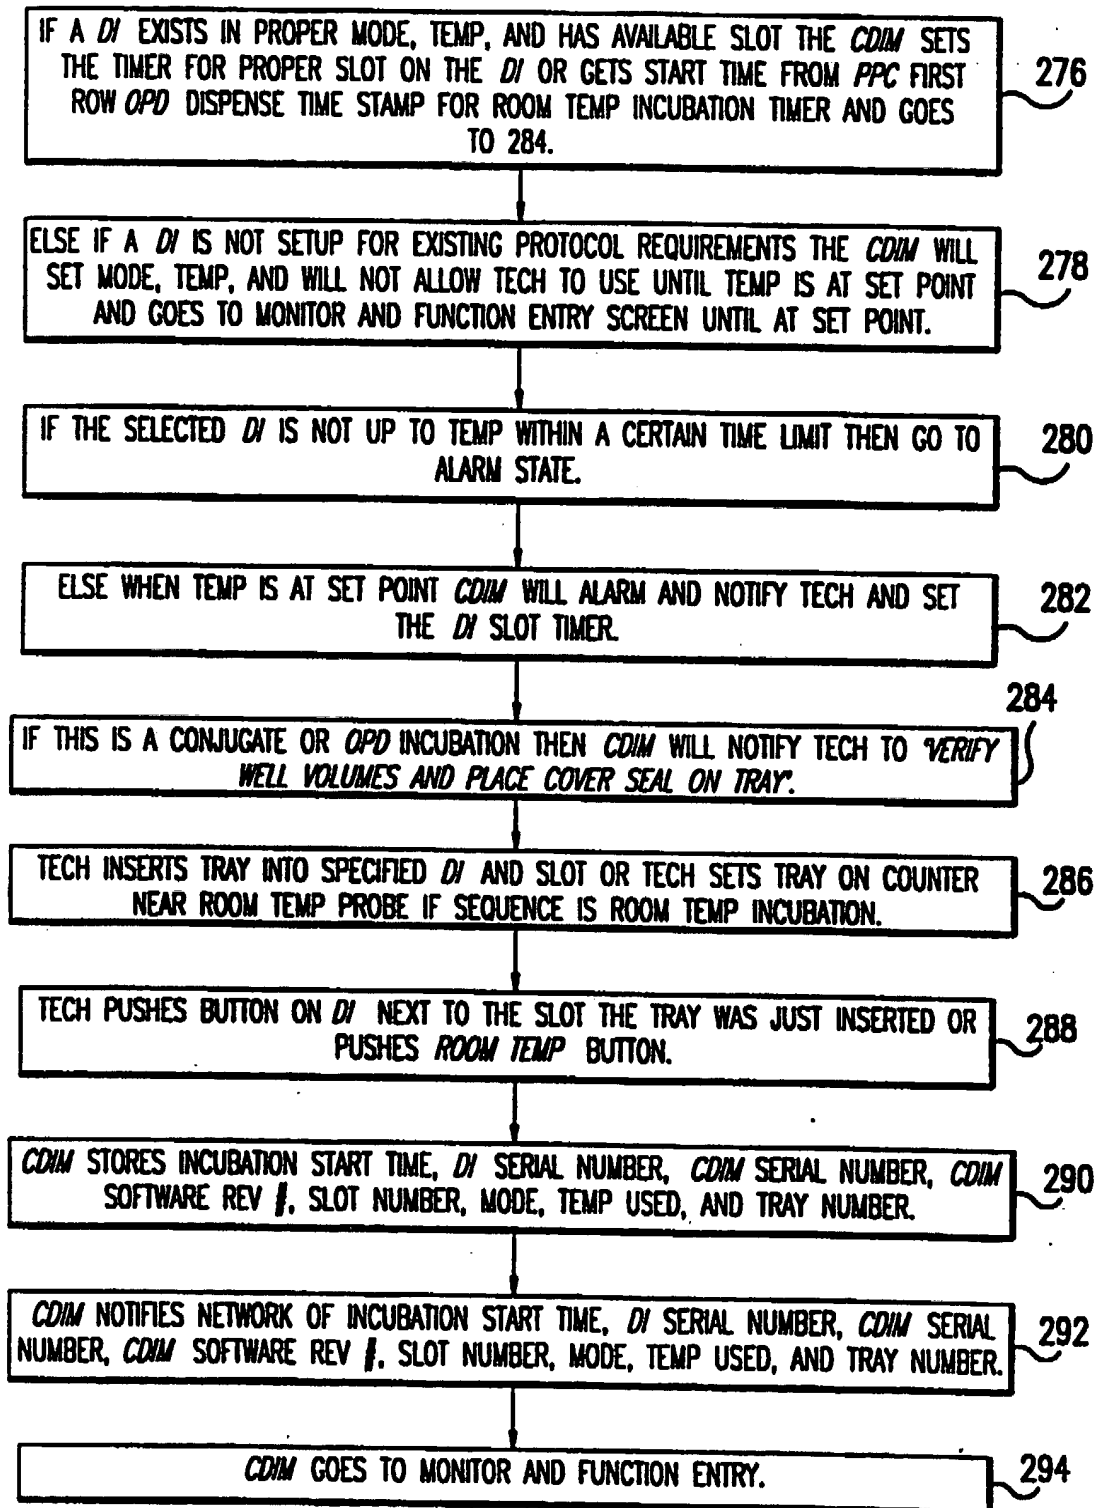 IF A DI EXISTS IN PROPER MODE, TEMP, AND HAS AVAILABLE SLOT THE CDIM SETS
THE TIMER FOR PROPER SLOT ON THE DI OR GETS START TIME FROM PPC FIRST
ROW OPD DISPENSE TIME STAMP FOR ROOM TEMP INCUBATION TIMER AND GOES
TO 284.
276
ELSE IF A DI IS NOT SETUP FOR EXISTING PROTOCOL REQUIREMENTS THE CDIM WILL
SET MODE, TEMP, AND WILL NOT ALLOW TECH TO USE UNTIL TEMP IS AT SET POINT
AND GOES TO MONITOR AND FUNCTION ENTRY SCREEN UNTIL AT SET POINT.
278
IF THE SELECTED DI IS NOT UP TO TEMP WITHIN A CERTAIN TIME LIMIT THEN GO TO
ALARM STATE.
280
ELSE WHEN TEMP IS AT SET POINT CDIM WILL ALARM AND NOTIFY TECH AND SET
THE DI SLOT TIMER.
282
IF THIS IS A CONJUGATE OR OPD INCUBATION THEN CDIM WILL NOTIFY TECH TO "VERIFY
WELL VOLUMES AND PLACE COVER SEAL ON TRAY".
284
TECH INSERTS TRAY INTO SPECIFIED DI AND SLOT OR TECH SETS TRAY ON COUNTER
NEAR ROOM TEMP PROBE IF SEQUENCE IS ROOM TEMP INCUBATION.
286
TECH PUSHES BUTTON ON DI NEXT TO THE SLOT THE TRAY WAS JUST INSERTED OR
PUSHES ROOM TEMP BUTTON.
288
CDIM STORES INCUBATION START TIME, DI SERIAL NUMBER, CDIM SERIAL NUMBER, CDIM
SOFTWARE REV #, SLOT NUMBER, MODE, TEMP USED, AND TRAY NUMBER.
290
CDIM NOTIFIES NETWORK OF INCUBATION START TIME, DI SERIAL NUMBER, CDIM SERIAL
NUMBER, CDIM SOFTWARE REV #, SLOT NUMBER, MODE, TEMP USED, AND TRAY NUMBER.
292
CDIM GOES TO MONITOR AND FUNCTION ENTRY.
294